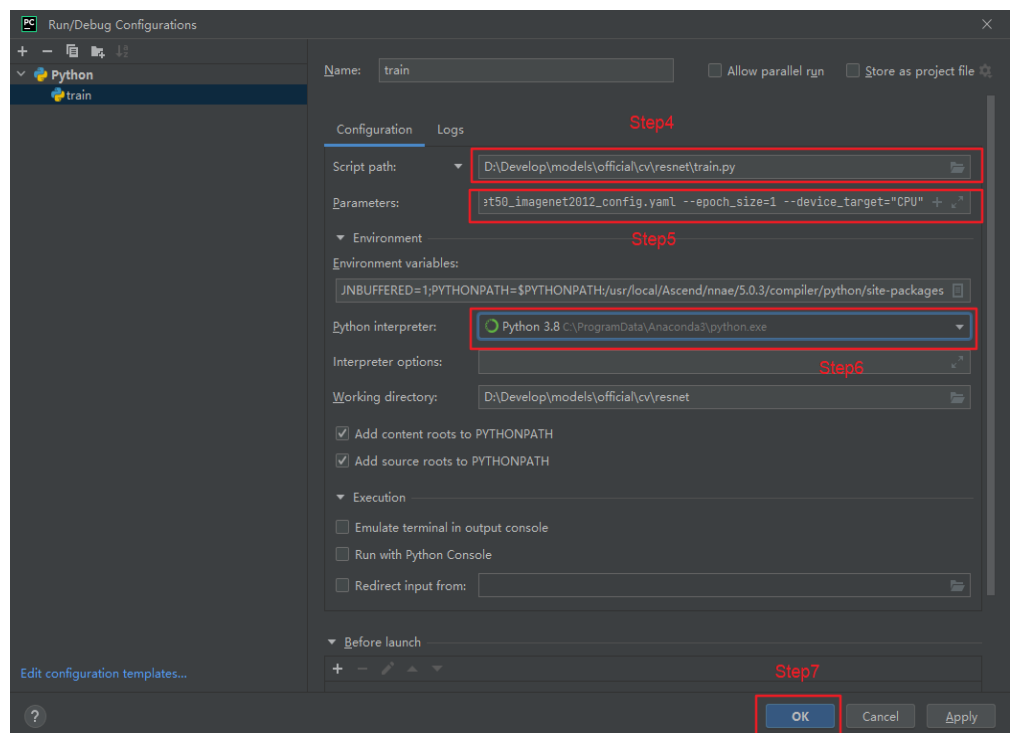 PC Run/Debug Configurations
Python
train
Name: train
Allow parallel run
Store as project file
Step4
Configuration Logs
Script path: D:\Develop\models\official\cv\resnet\train.py
Parameters: et50_imagenet2012_config.yaml --epoch_size=1 --device_target="CPU"
Step5
Environment
Environment variables:
JNBUFFERED=1;PYTHONPATH=$PYTHONPATH:/usr/local/Ascend/nnae/5.0.3/compiler/python/site-packages
Python interpreter: Python 3.8 C:\ProgramData\Anaconda3\python.exe
Interpreter options:
Step6
Working directory: D:\Develop\models\official\cv\resnet
Add content roots to PYTHONPATH
Add source roots to PYTHONPATH
Execution
Emulate terminal in output console
Run with Python Console
Redirect input from:
Before launch
Edit configuration templates...
Step7
? OK Cancel Apply